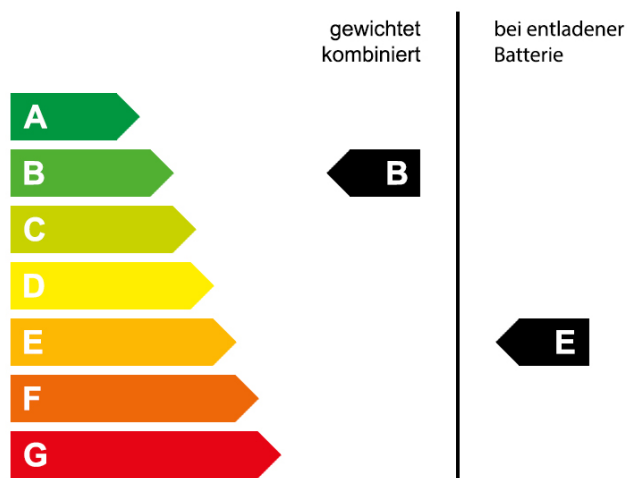 gewichtet
kombiniert
bei entladener
Batterie
A
B
B
C
D
E
E
F
G